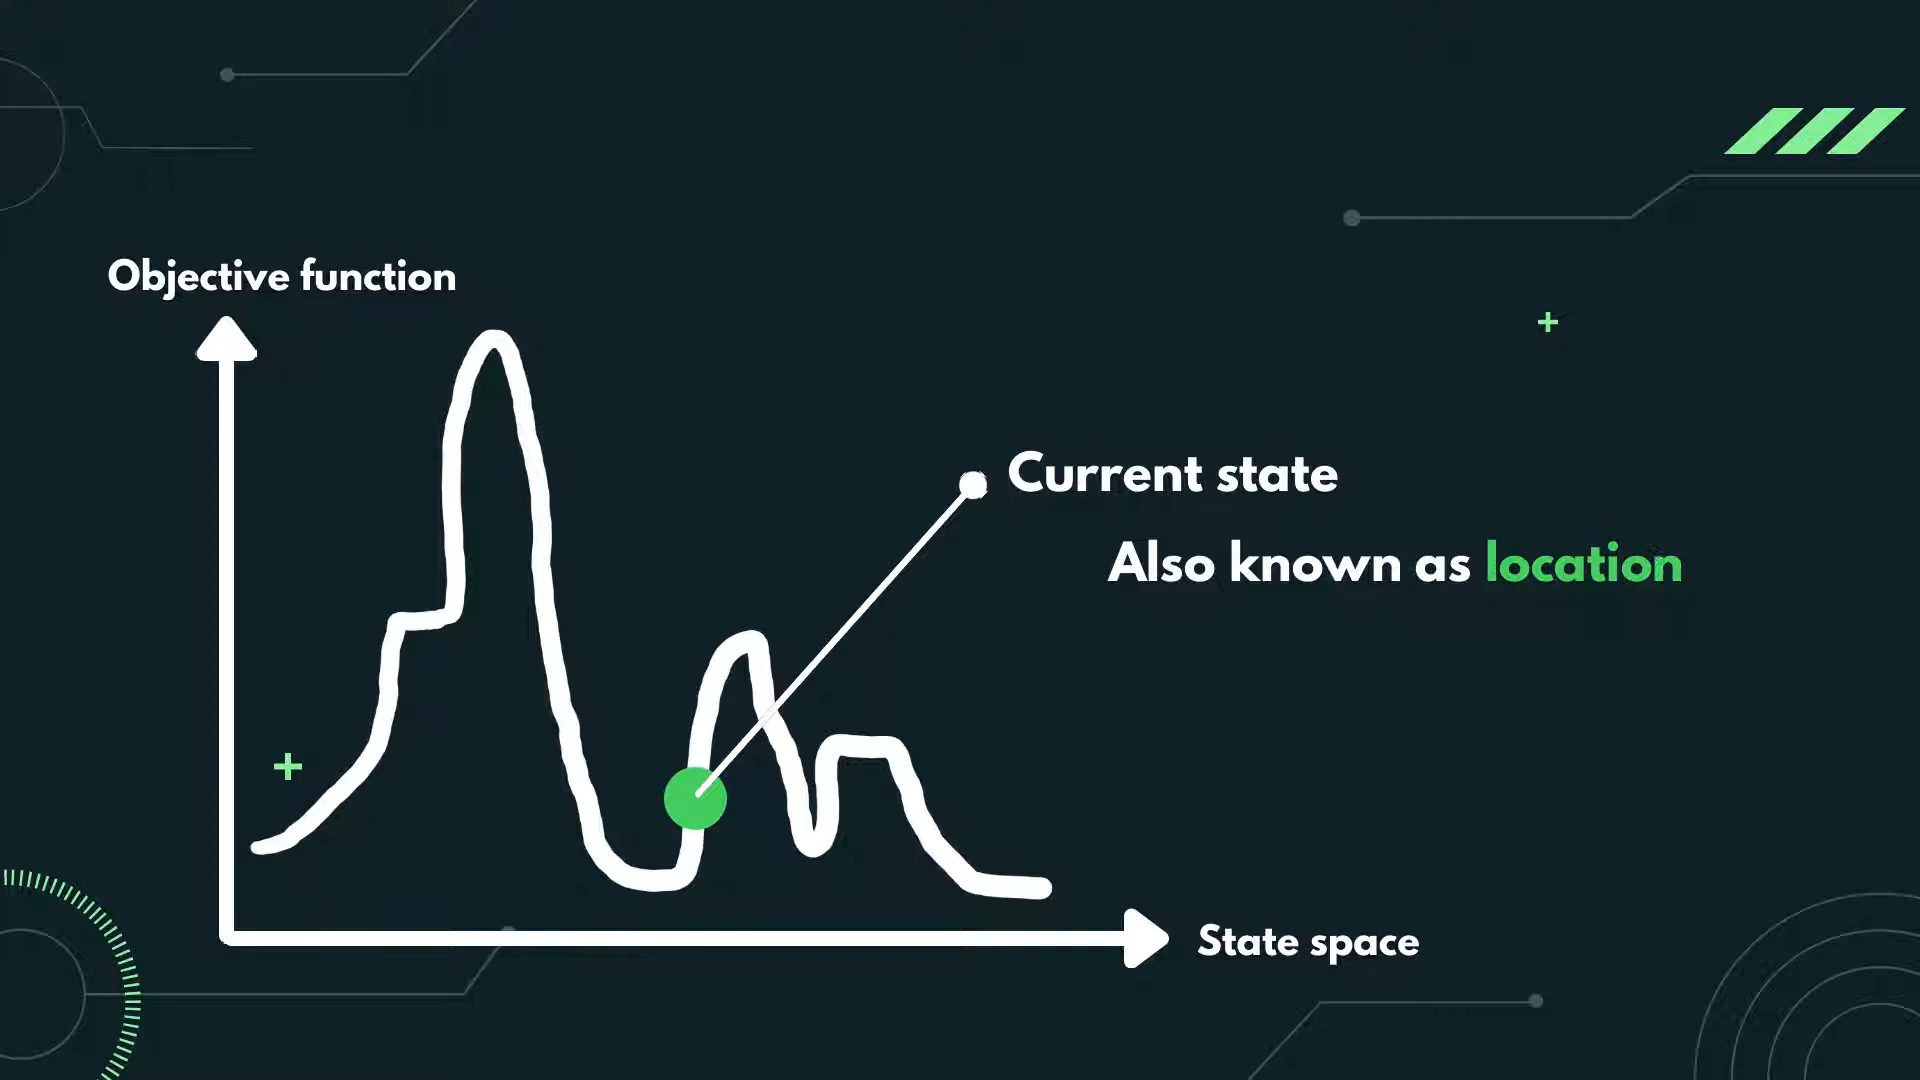 Objective function
Current state
Also known as location
State space